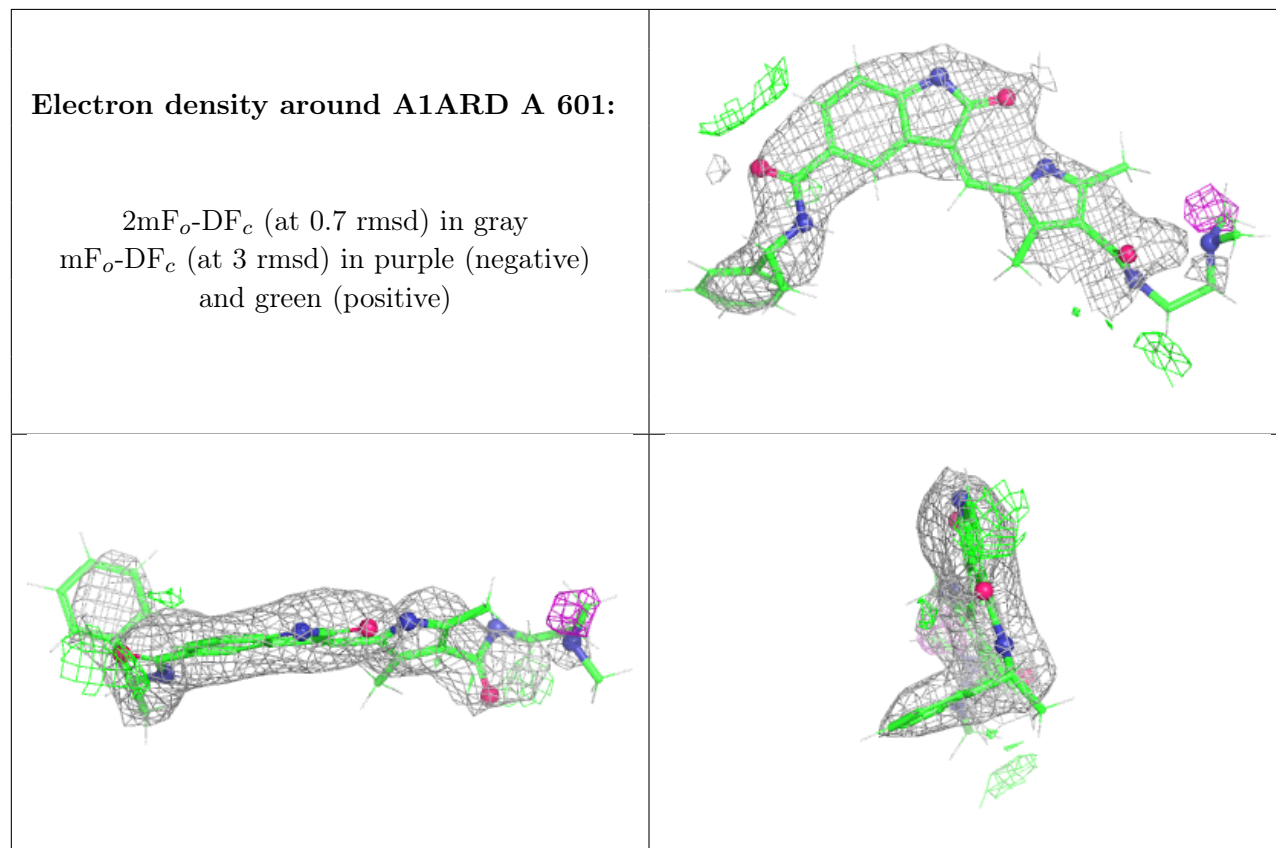 Electron density around A1ARD A 601:
2mFo-DFc (at 0.7 rmsd) in gray
mFo-DFc (at 3 rmsd) in purple (negative)
and green (positive)